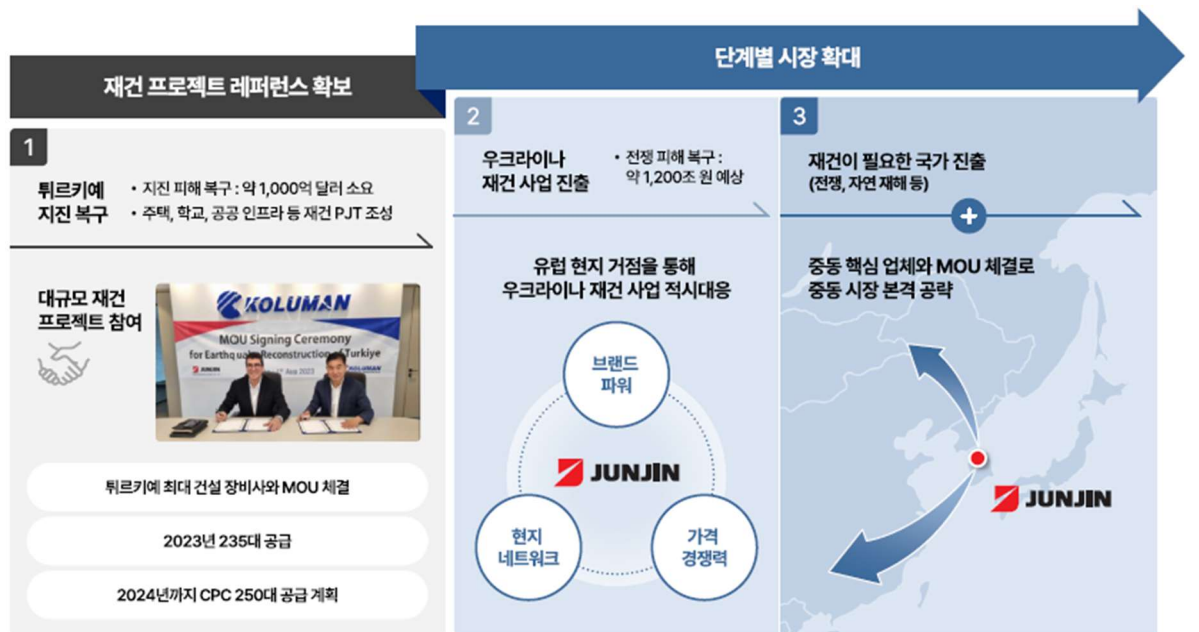 재건 프로젝트 레퍼런스 확보
단계별 시장 확대
1
튀르키예
지진 복구
• 지진 피해 복구 : 약 1,000억 달러 소요
• 주택, 학교, 공공 인프라 등 재건 PJT 조성
대규모 재건
프로젝트 참여
KOLUMAN
MOU Signing Ceremony
for Earthquake Reconstruction of Turkiye
JUNJIN
2023
KOLUMAN
튀르키예 최대 건설 장비사와 MOU 체결
2023년 235대 공급
2024년까지 CPC 250대 공급 계획
2
우크라이나
재건 사업 진출
• 전쟁 피해 복구 :
약 1,200조 원 예상
유럽 현지 거점을 통해
우크라이나 재건 사업 적시대응
브랜드
파워
JUNJIN
현지
네트워크
가격
경쟁력
3
재건이 필요한 국가 진출
(전쟁, 자연 재해 등)
+
중동 핵심 업체와 MOU 체결로
중동 시장 본격 공략
JUNJIN